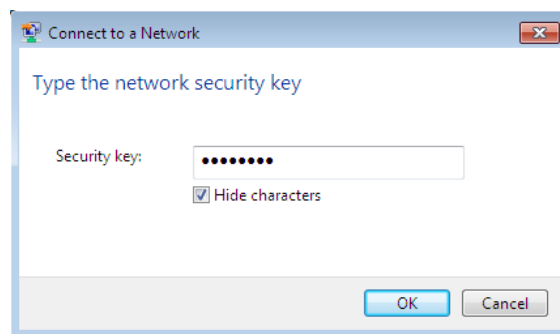 Connect to a Network
Type the network security key
Security key: ••••••••
Hide characters
OK Cancel